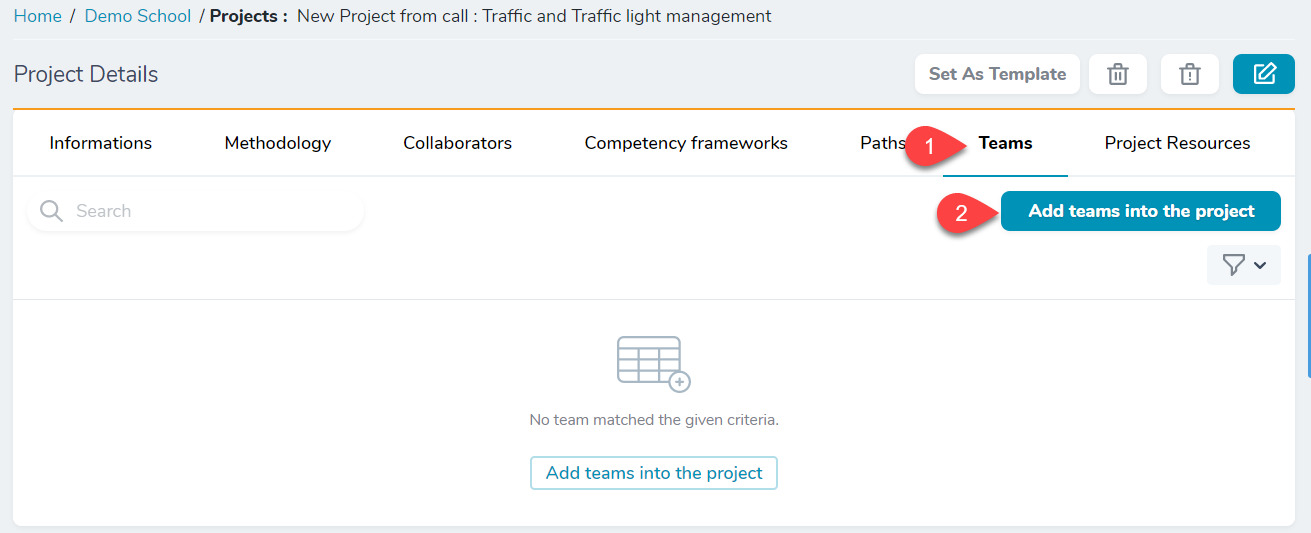 Home / Demo School / Projects : New Project from call : Traffic and Traffic light management
Project Details
Set As Template
Informations Methodology Collaborators Competency frameworks Paths 1 Teams Project Resources
Search
2 Add teams into the project
No team matched the given criteria.
Add teams into the project